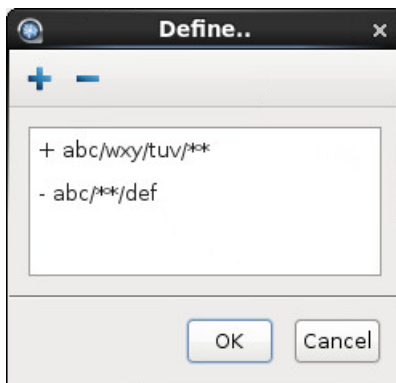 Define..
+ abc/wxy/tuv/**
- abc/**/def
OK
Cancel